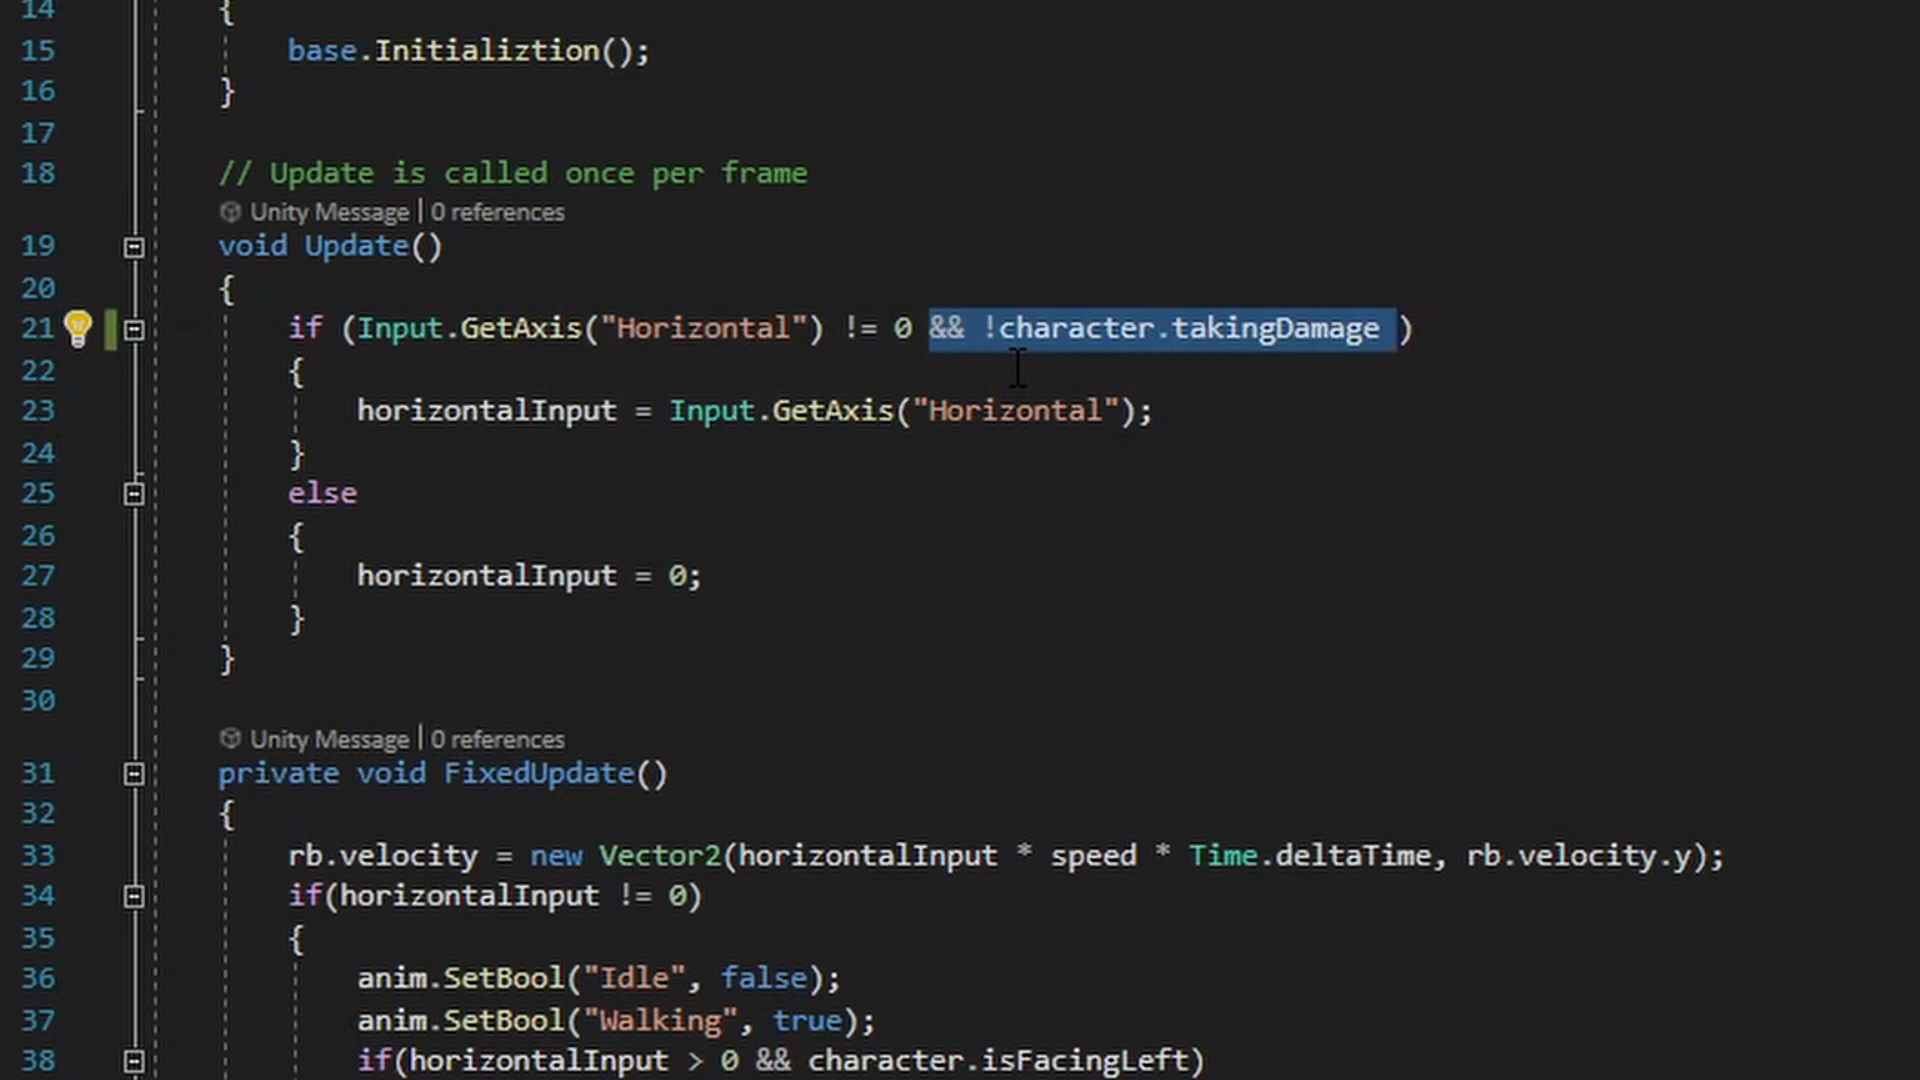 14 {
15 base.Initializtion();
16 }
17
18 // Update is called once per frame
Unity Message | 0 references
19 void Update()
20 {
21 if (Input.GetAxis("Horizontal") != 0 && !character.takingDamage )
22 {
23 horizontalInput = Input.GetAxis("Horizontal");
24 }
25 else
26 {
27 horizontalInput = 0;
28 }
29 }
30
Unity Message | 0 references
31 private void FixedUpdate()
32 {
33 rb.velocity = new Vector2(horizontalInput * speed * Time.deltaTime, rb.velocity.y);
34 if(horizontalInput != 0)
35 {
36 anim.SetBool("Idle", false);
37 anim.SetBool("Walking", true);
38 if(horizontalInput > 0 && character.isFacingLeft)